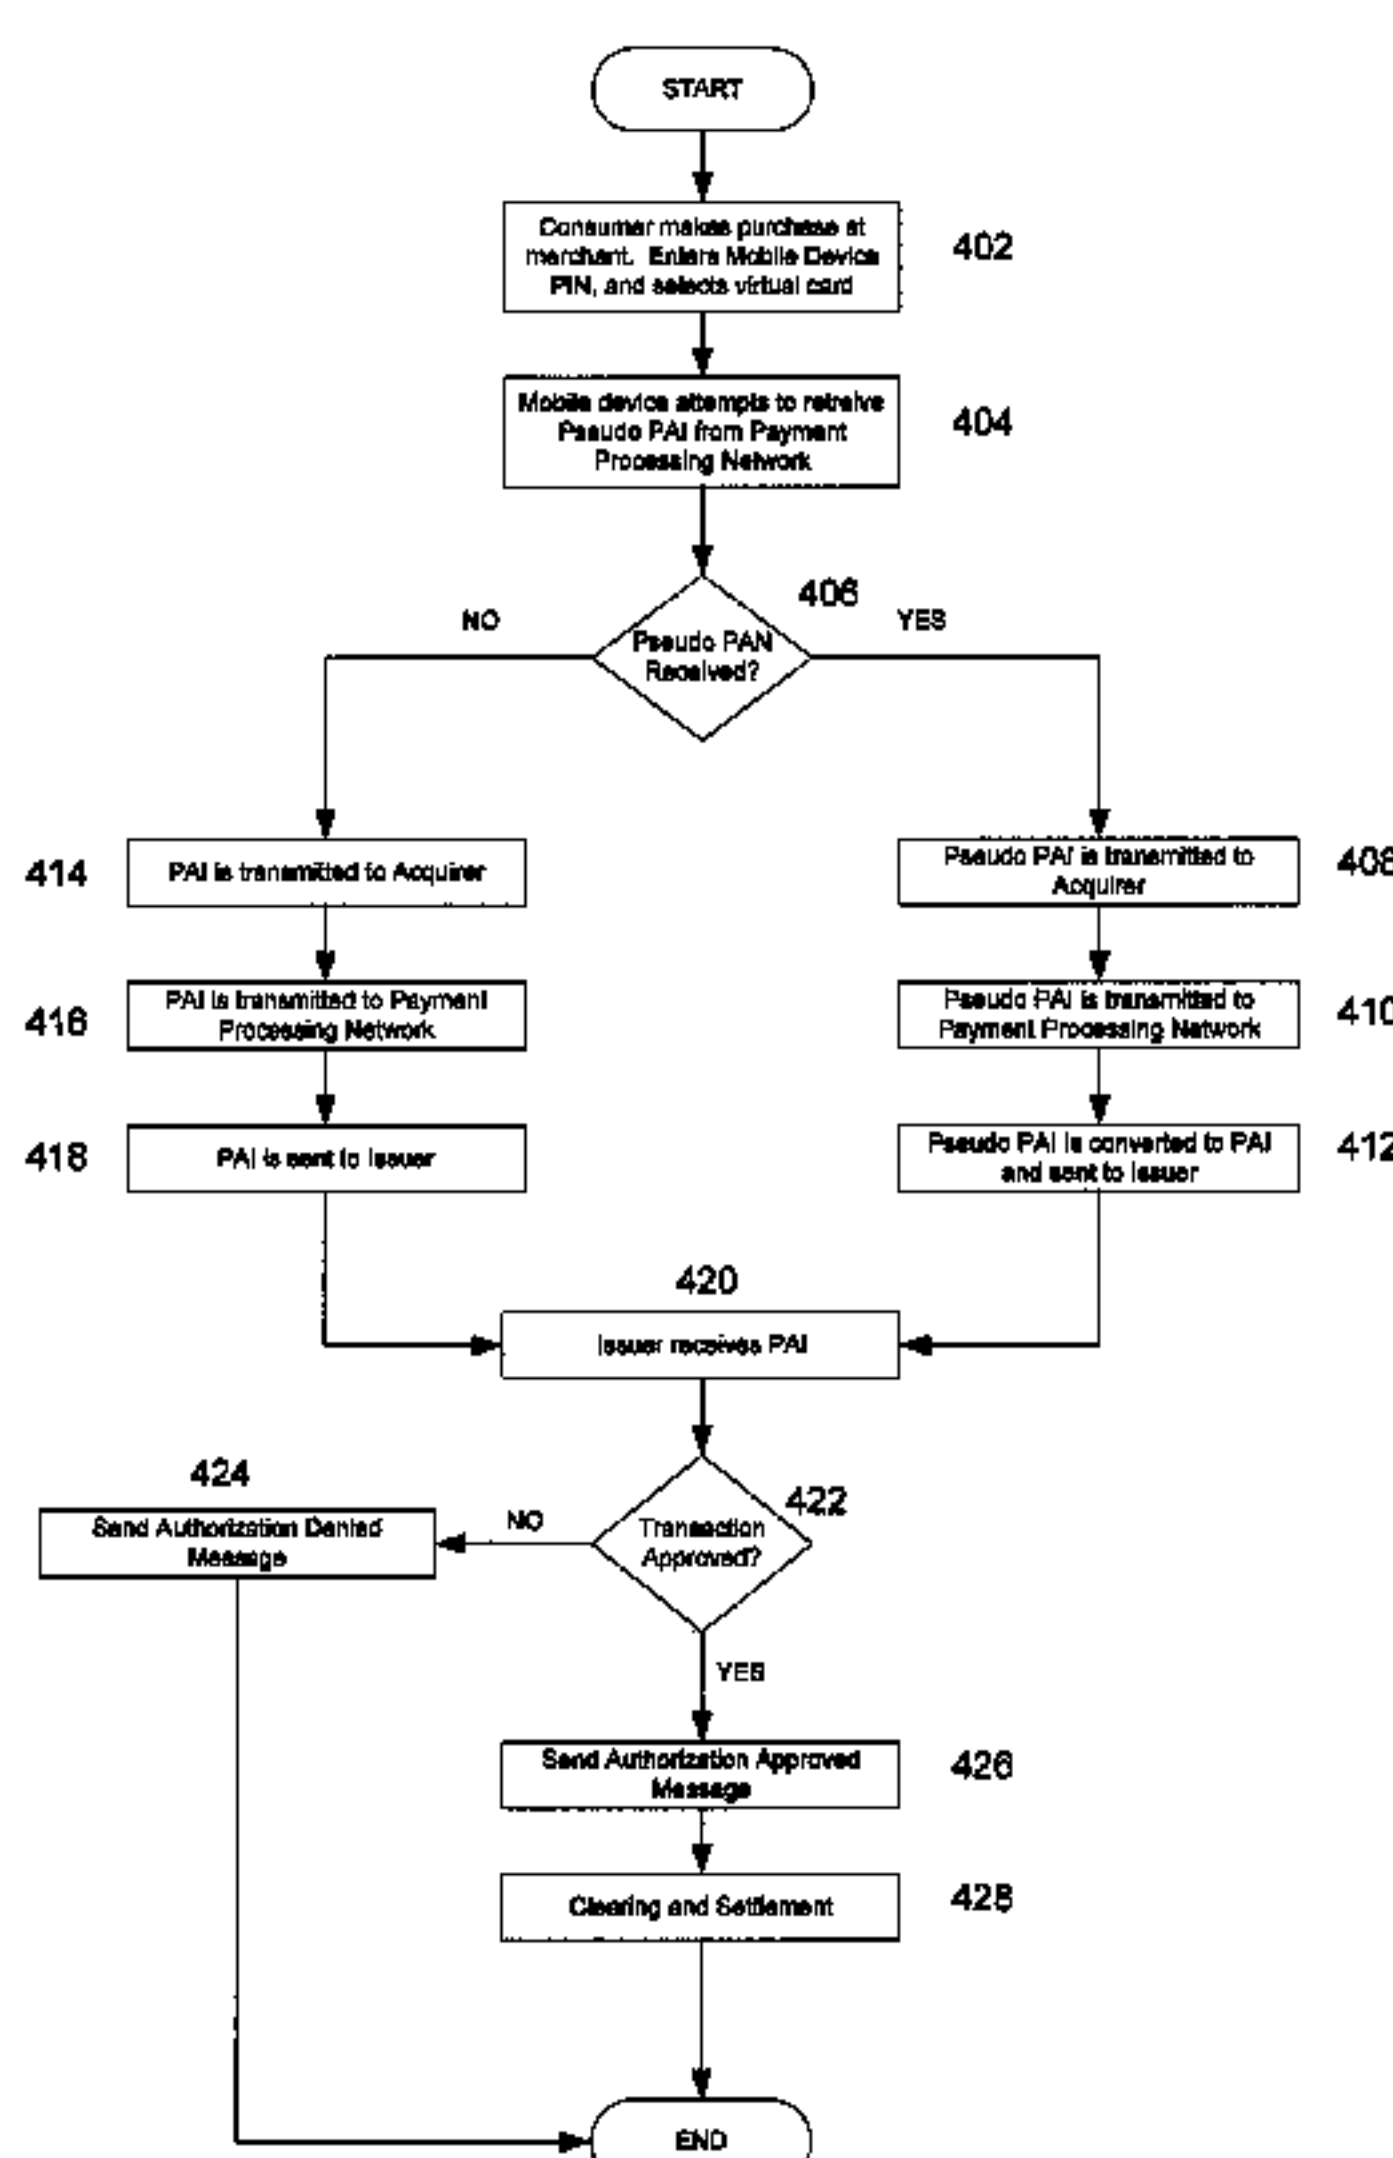 START
Consumer makes purchase at
merchant. Enters Mobile Device
PIN, and selects virtual card
402
Mobile device attempts to retreive
Pseudo PAI from Payment
Processing Network
404
406
NO
YES
Pseudo PAN
Received?
414
PAI is transmitted to Acquirer
Pseudo PAI is transmitted to
Acquirer
408
416
PAI is transmitted to Payment
Processing Network
Pseudo PAI is transmitted to
Payment Processing Network
410
418
PAI is sent to Issuer
Pseudo PAI is converted to PAI
and sent to Issuer
412
420
Issuer receives PAI
424
Send Authorization Denied
Message
NO
422
Transaction
Approved?
YES
Send Authorization Approved
Message
426
Clearing and Settlement
428
END